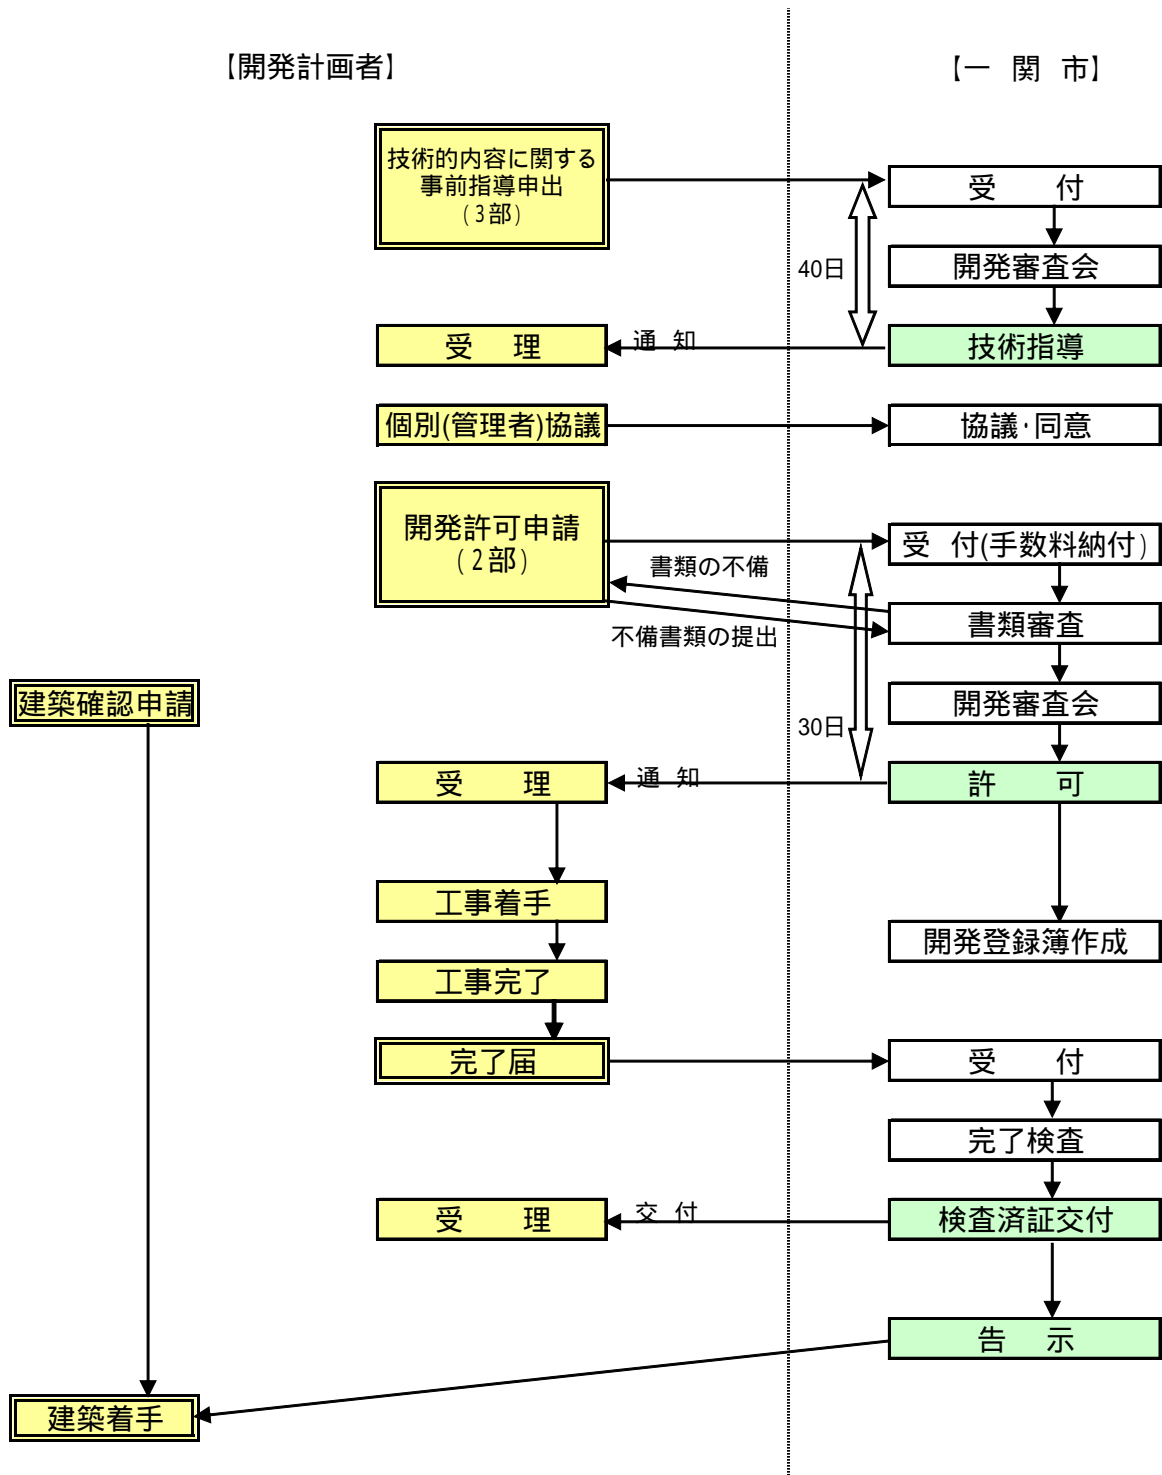 【開発計画者】
【一 関 市】
技術的内容に関する
事前指導申出
(3部)
受 付
40日
開発審査会
受 理
通 知
技術指導
個別(管理者)協議
協議・同意
開発許可申請
(2部)
受 付(手数料納付)
書類の不備
不備書類の提出
書類審査
建築確認申請
開発審査会
30日
受 理
通 知
許 可
工事着手
開発登録簿作成
工事完了
完了届
受 付
完了検査
受 理
交 付
検査済証交付
告 示
建築着手